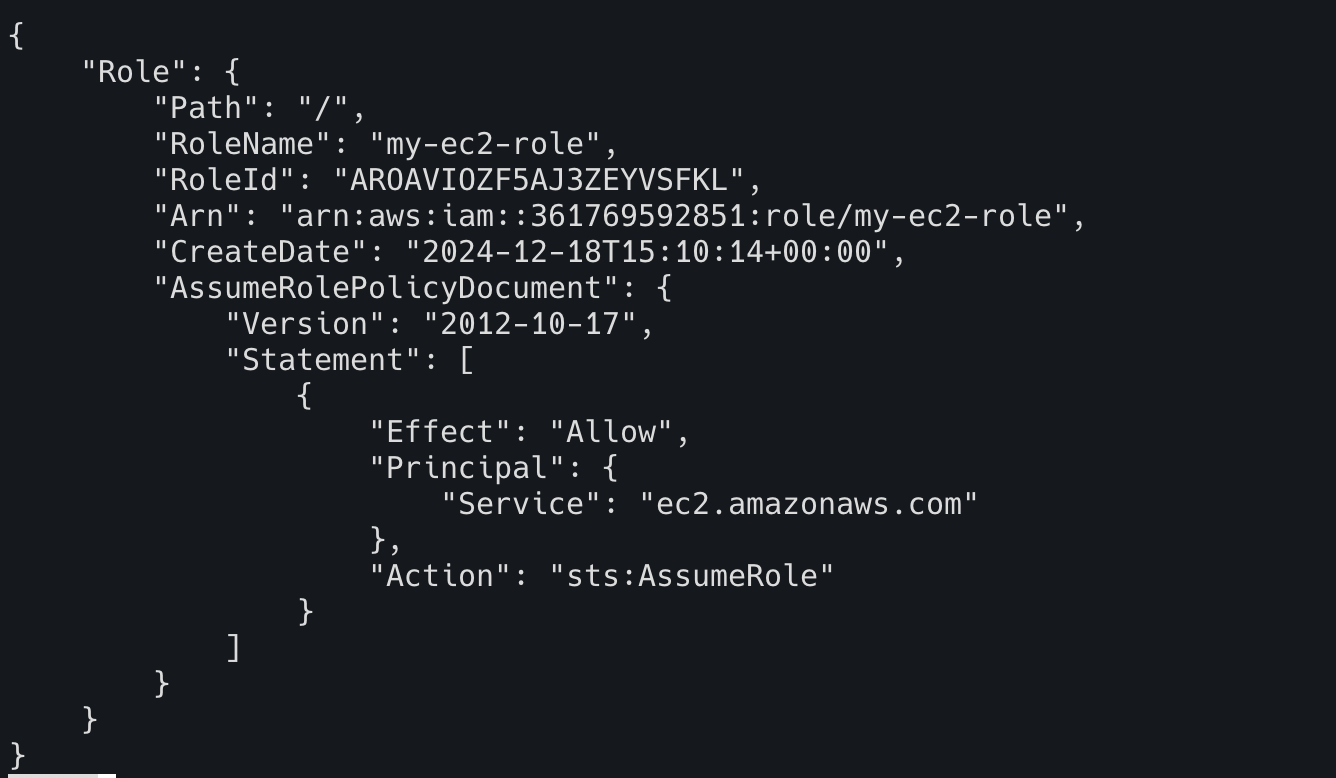 {
    "Role": {
        "Path": "/",
        "RoleName": "my-ec2-role",
        "RoleId": "AROAVIOZF5AJ3ZEYVSFKL",
        "Arn": "arn:aws:iam::361769592851:role/my-ec2-role",
        "CreateDate": "2024-12-18T15:10:14+00:00",
        "AssumeRolePolicyDocument": {
            "Version": "2012-10-17",
            "Statement": [
                {
                    "Effect": "Allow",
                    "Principal": {
                        "Service": "ec2.amazonaws.com"
                    },
                    "Action": "sts:AssumeRole"
                }
            ]
        }
    }
}